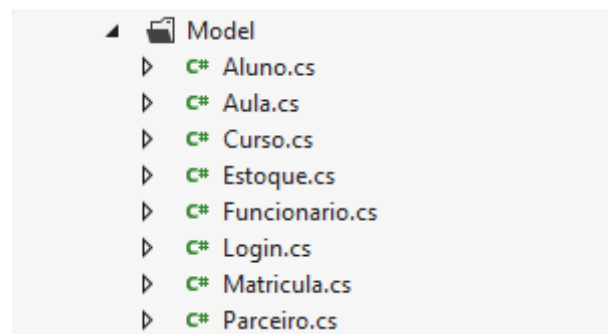 Model
C# Aluno.cs
C# Aula.cs
C# Curso.cs
C# Estoque.cs
C# Funcionario.cs
C# Login.cs
C# Matricula.cs
C# Parceiro.cs